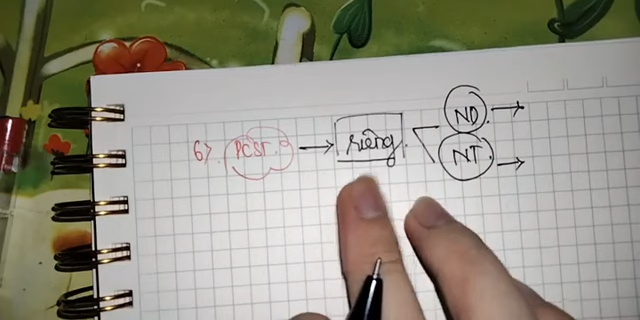 6> PCST → riêng ND →
NT →